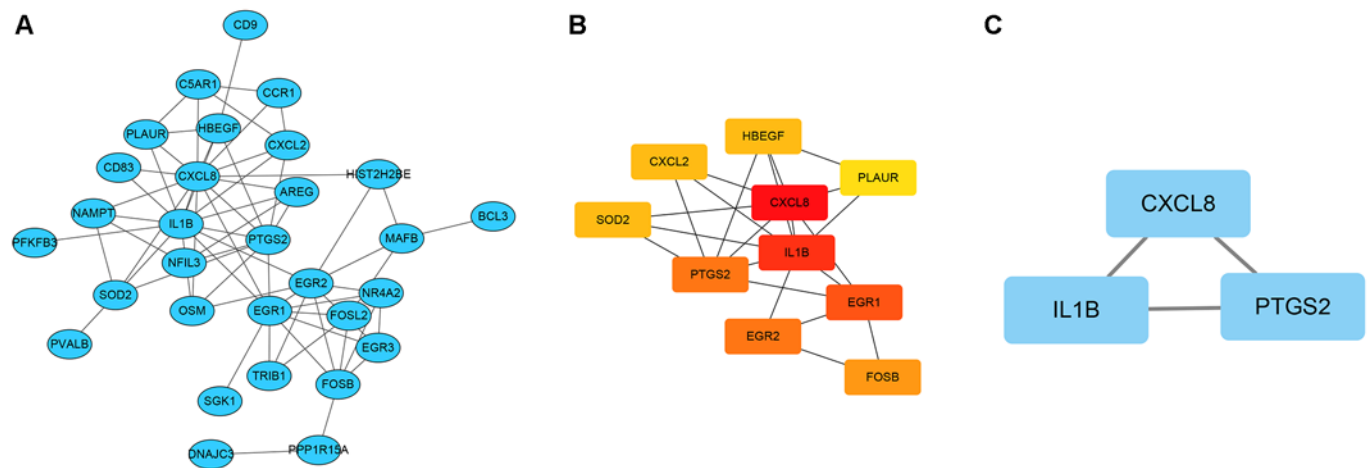 A
CD9
C5AR1
CCR1
PLAUR
HBEGF
CXCL2
CD83
CXCL8
HIST2H2BE
AREG
NAMPT
IL1B
BCL3
PFKFB3
PTGS2
MAFB
NFIL3
EGR2
SOD2
NR4A2
OSM
EGR1
FOSL2
PVALB
EGR3
TRIB1
FOSB
SGK1
DNAJC3
PPP1R15A
B
HBEGF
CXCL2
PLAUR
CXCL8
SOD2
IL1B
PTGS2
EGR1
EGR2
FOSB
C
CXCL8
IL1B
PTGS2